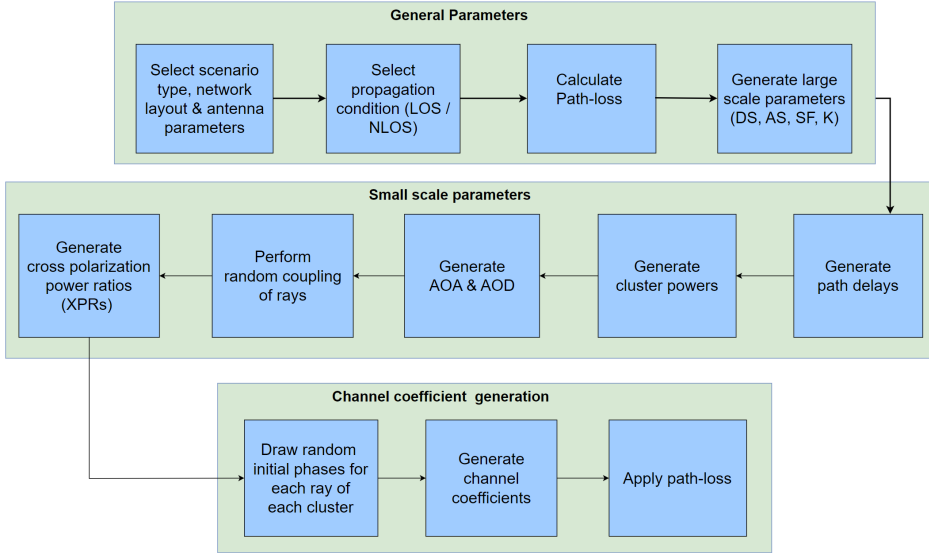 General Parameters
Select scenario
type, network
layout & antenna
parameters
Select
propagation
condition (LOS /
NLOS)
Calculate
Path-loss
Generate large
scale parameters
(DS, AS, SF, K)
Small scale parameters
Generate
cross polarization
power ratios
(XPRs)
Perform
random coupling
of rays
Generate
AOA & AOD
Generate
cluster powers
Generate
path delays
Channel coefficient generation
Draw random
initial phases for
each ray of
each cluster
Generate
channel
coefficients
Apply path-loss